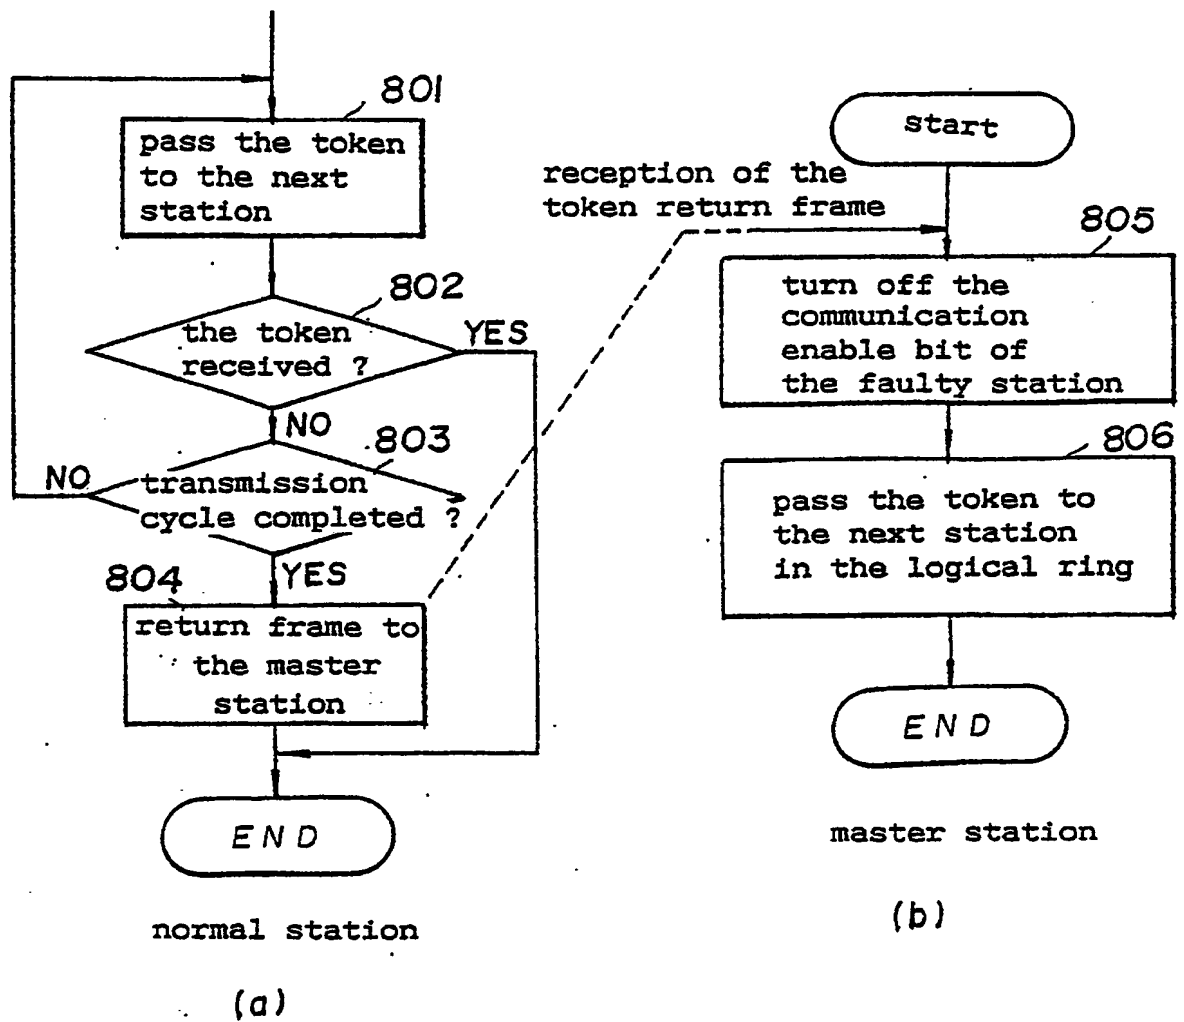 801
pass the token
to the next
station
802
the token
received ?
YES
NO
803
NO
transmission
cycle completed ?
YES
804
return frame to
the master
station
END
normal station
(a)
start
reception of the
token return frame
805
turn off the
communication
enable bit of
the faulty station
806
pass the token to
the next station
in the logical ring
END
master station
(b)